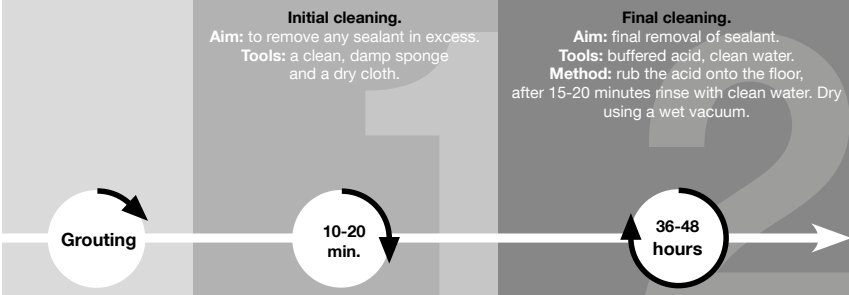 Initial cleaning.
Aim: to remove any sealant in excess.
Tools: a clean, damp sponge
and a dry cloth.
1
Final cleaning.
Aim: final removal of sealant.
Tools: buffered acid, clean water.
Method: rub the acid onto the floor,
after 15-20 minutes rinse with clean water. Dry
using a wet vacuum.
2
Grouting
10-20
min.
36-48
hours